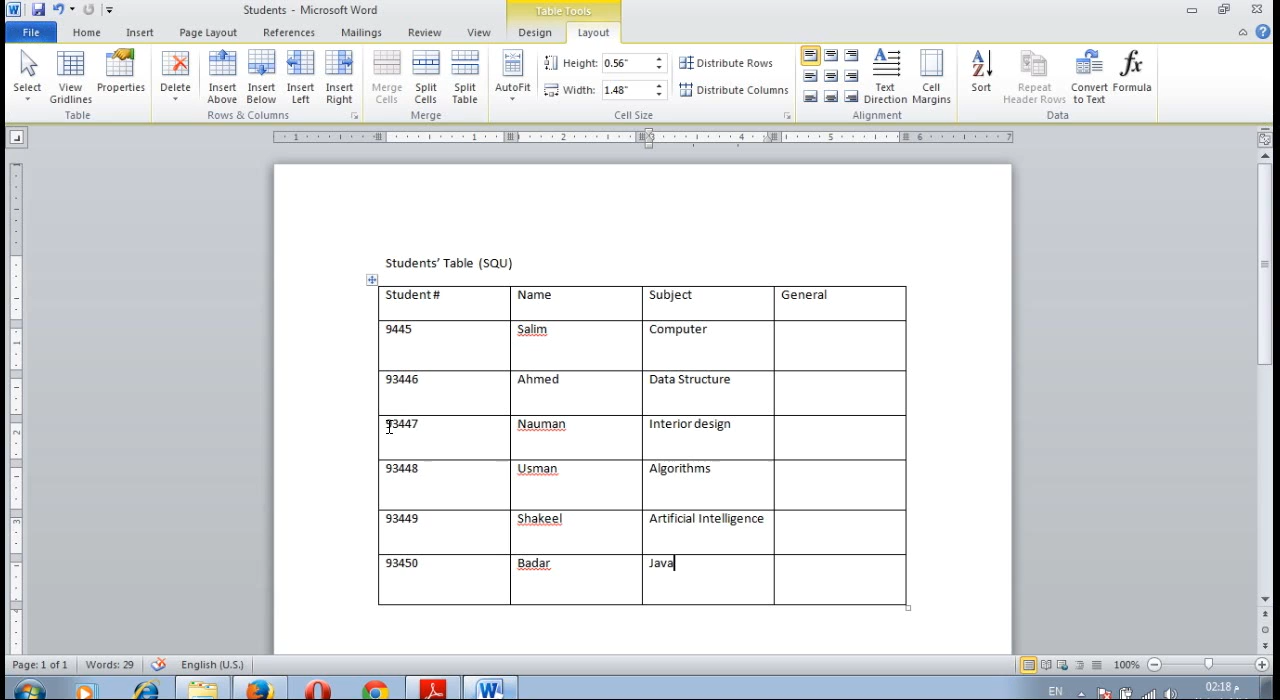 Students - Microsoft Word
Table Tools
File Home Insert Page Layout References Mailings Review View Design Layout
Select
View Gridlines
Properties
Table
Delete
Insert Above
Insert Below
Insert Left
Insert Right
Rows & Columns
Merge Cells
Split Cells
Split Table
Merge
AutoFit
Height: 0.56"
Width: 1.48"
Distribute Rows
Distribute Columns
Cell Size
Text Direction
Cell Margins
Alignment
Sort
Repeat Header Rows
Convert to Text
Formula
Data
Students' Table (SQU)
Student # Name Subject General
9445 Salim Computer
93446 Ahmed Data Structure
93447 Nauman Interior design
93448 Usman Algorithms
93449 Shakeel Artificial Intelligence
93450 Badar Java
Page: 1 of 1 Words: 29 English (U.S.) 100%
EN 02:18 م